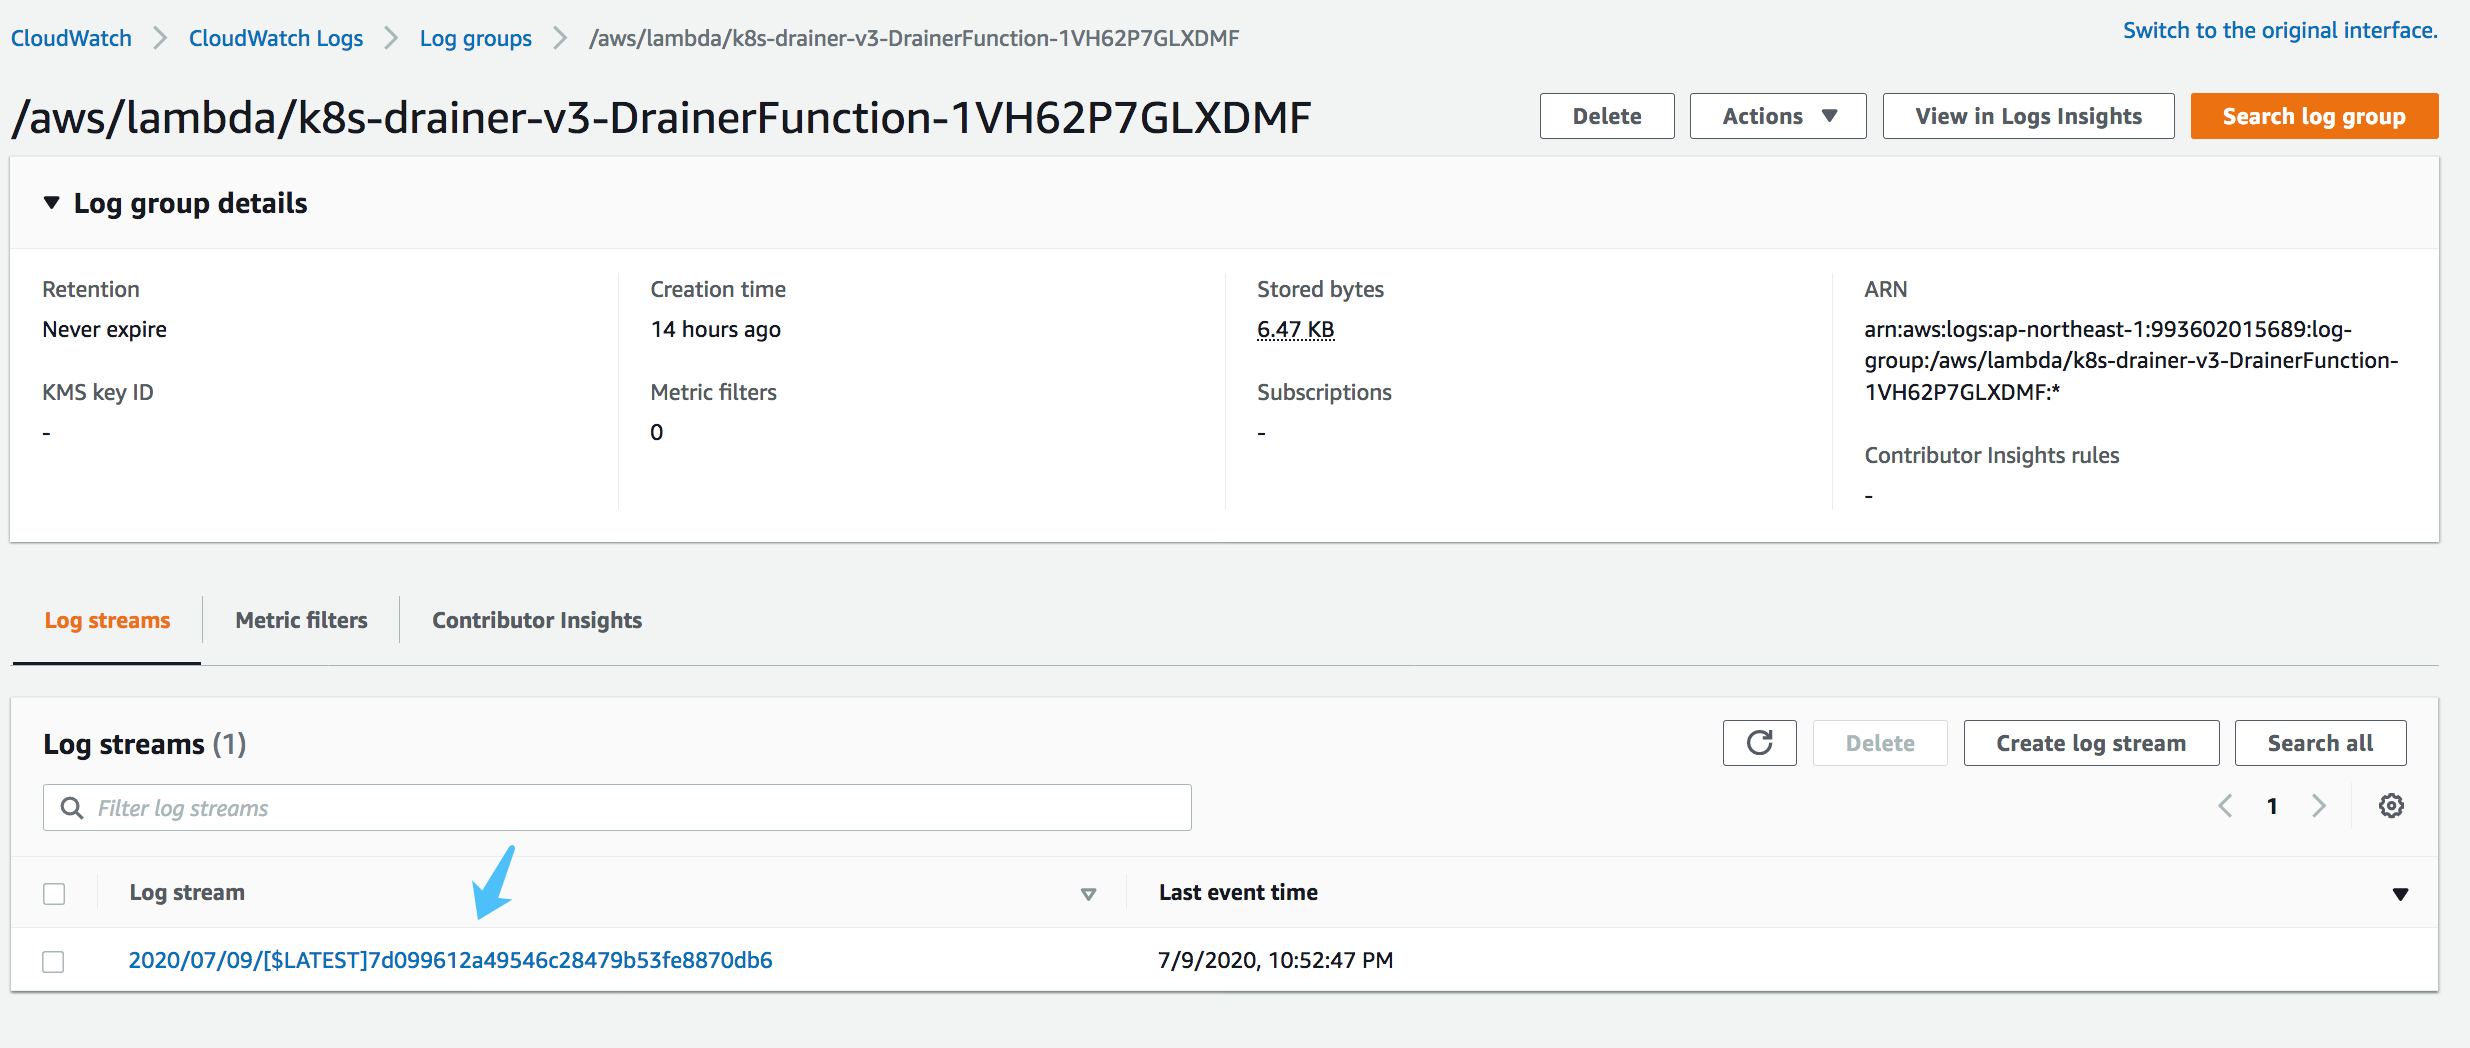 CloudWatch > CloudWatch Logs > Log groups > /aws/lambda/k8s-drainer-v3-DrainerFunction-1VH62P7GLXDMF
Switch to the original interface.
/aws/lambda/k8s-drainer-v3-DrainerFunction-1VH62P7GLXDMF
Delete
Actions
View in Logs Insights
Search log group
Log group details
Retention
Never expire
KMS key ID
-
Creation time
14 hours ago
Metric filters
0
Stored bytes
6.47 KB
Subscriptions
-
ARN
arn:aws:logs:ap-northeast-1:993602015689:log-
group:/aws/lambda/k8s-drainer-v3-DrainerFunction-
1VH62P7GLXDMF:*
Contributor Insights rules
-
Log streams
Metric filters
Contributor Insights
Log streams (1)
Delete
Create log stream
Search all
Filter log streams
1
Log stream
Last event time
2020/07/09/[$LATEST]7d099612a49546c28479b53fe8870db6
7/9/2020, 10:52:47 PM